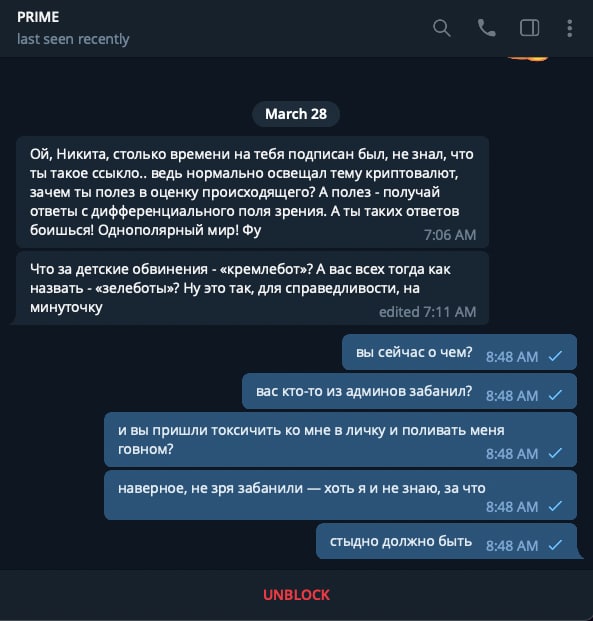 PRIME
last seen recently
March 28
Ой, Никита, столько времени на тебя подписан был, не знал, что
ты такое ссыкло.. ведь нормально освещал тему криптовалют,
зачем ты полез в оценку происходящего? А полез - получай
ответы с дифференциального поля зрения. А ты таких ответов
боишься! Однополярный мир! Фу
7:06 AM
Что за детские обвинения - «кремлебот»? А вас всех тогда как
назвать - «зелеботы»? Ну это так, для справедливости, на
минуточку
edited 7:11 AM
вы сейчас о чем? 8:48 AM
вас кто-то из админов забанил? 8:48 AM
и вы пришли токсичить ко мне в личку и поливать меня
говном? 8:48 AM
наверное, не зря забанили — хоть я и не знаю, за что
8:48 AM
стыдно должно быть 8:48 AM
UNBLOCK